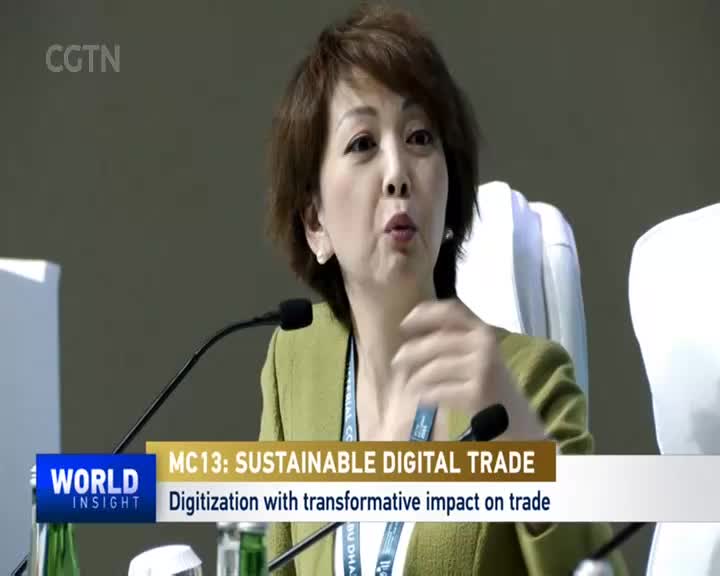 CGTN
MC13: SUSTAINABLE DIGITAL TRADE
WORLD
INSIGHT
Digitization with transformative impact on trade